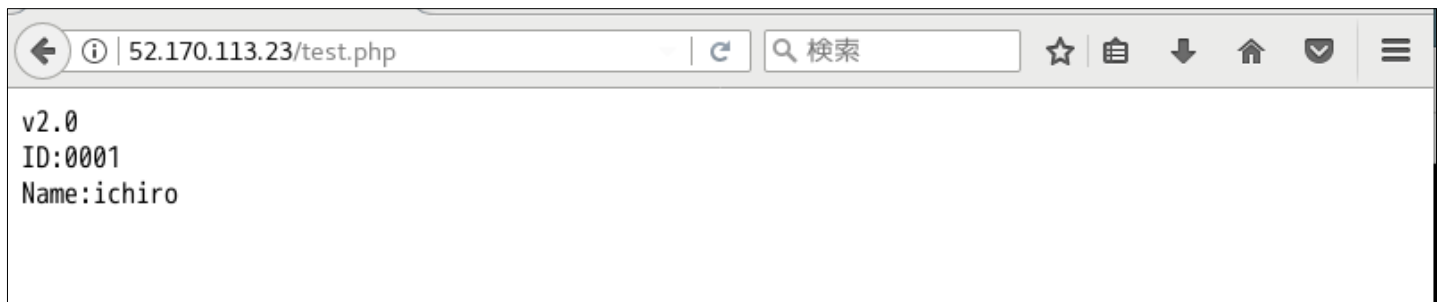 52.170.113.23/test.php
検索
v2.0
ID:0001
Name:ichiro